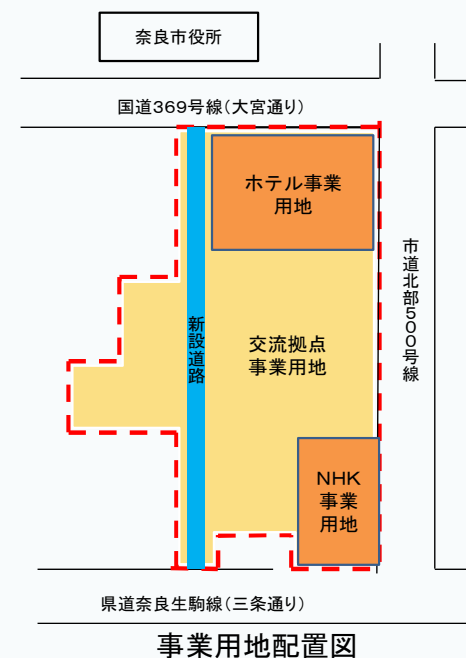 奈良市役所
国道369号線(大宮通り)
ホテル事業
用地
市道北部500号線
新設道路
交流拠点
事業用地
NHK
事業
用地
県道奈良生駒線(三条通り)
事業用地配置図